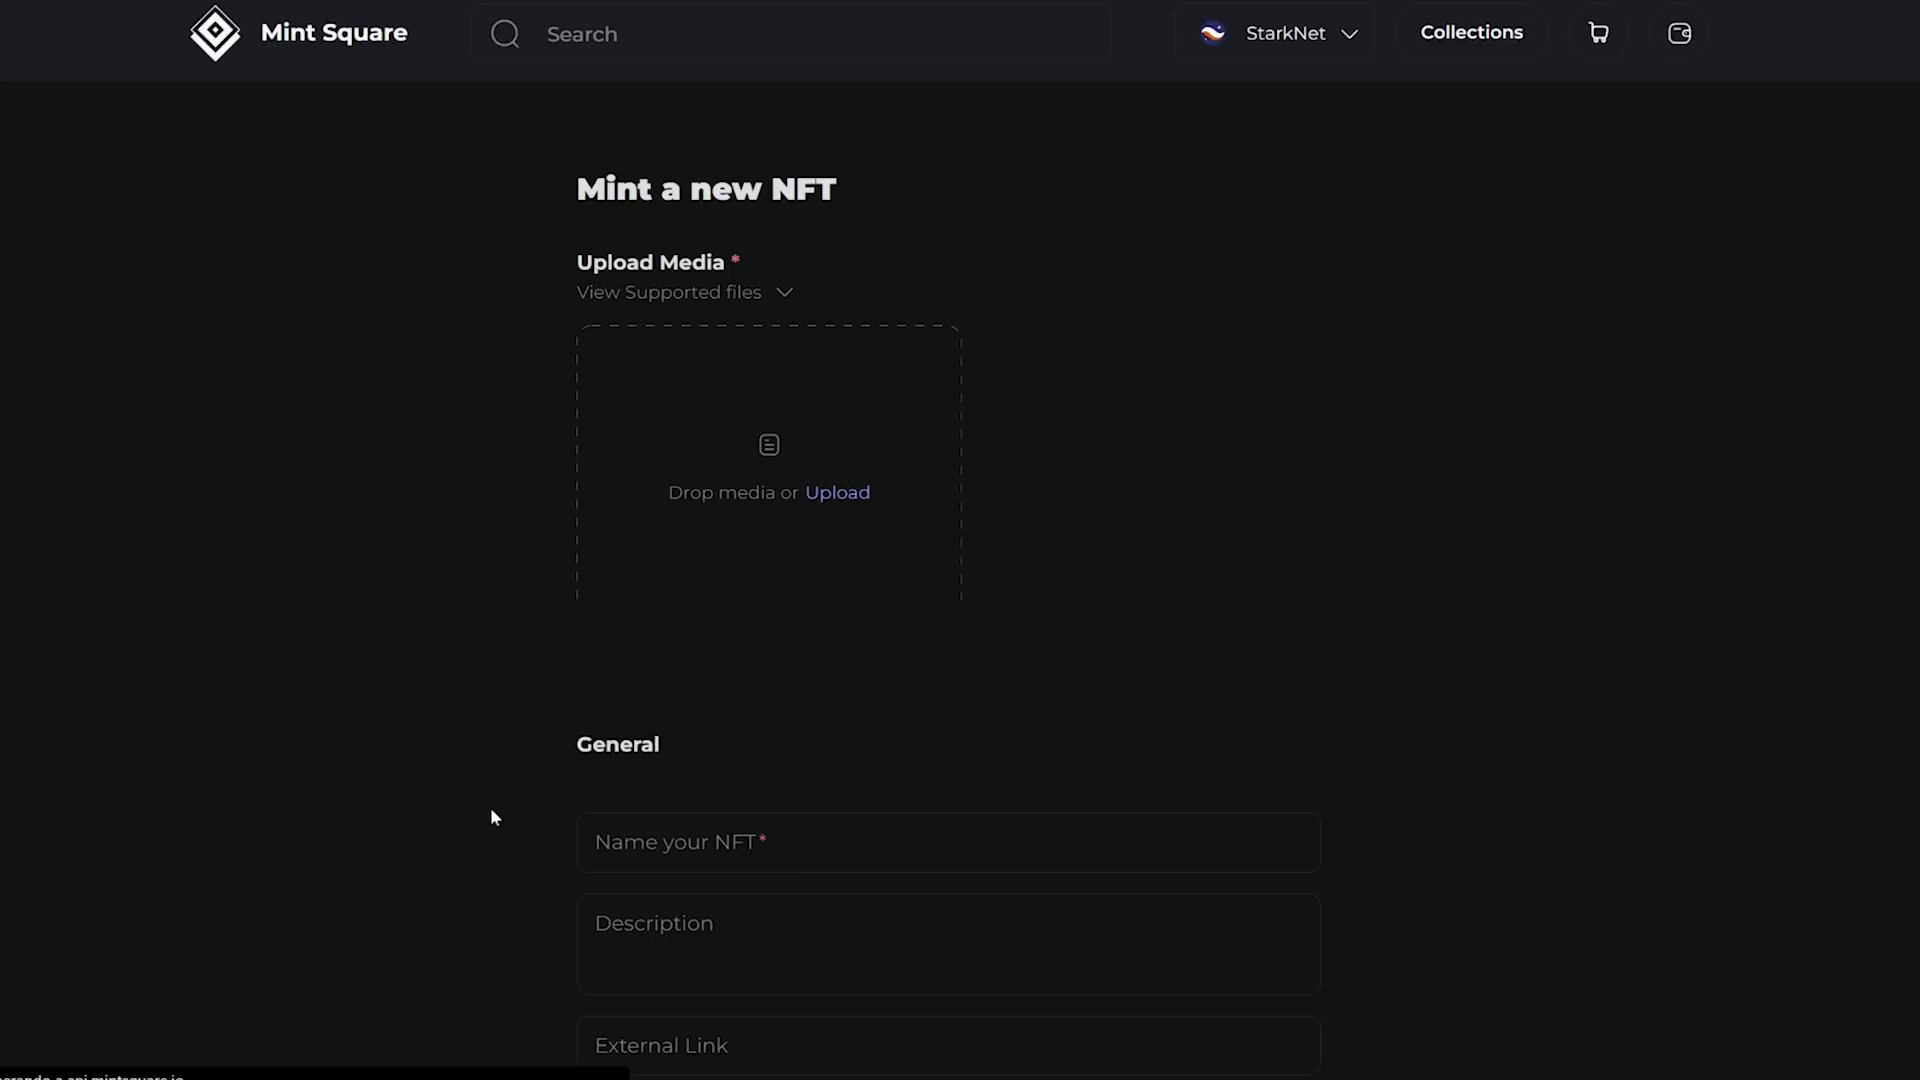 Mint Square
Search
StarkNet
Collections
Mint a new NFT
Upload Media *
View Supported files
Drop media or Upload
General
Name your NFT*
Description
External Link